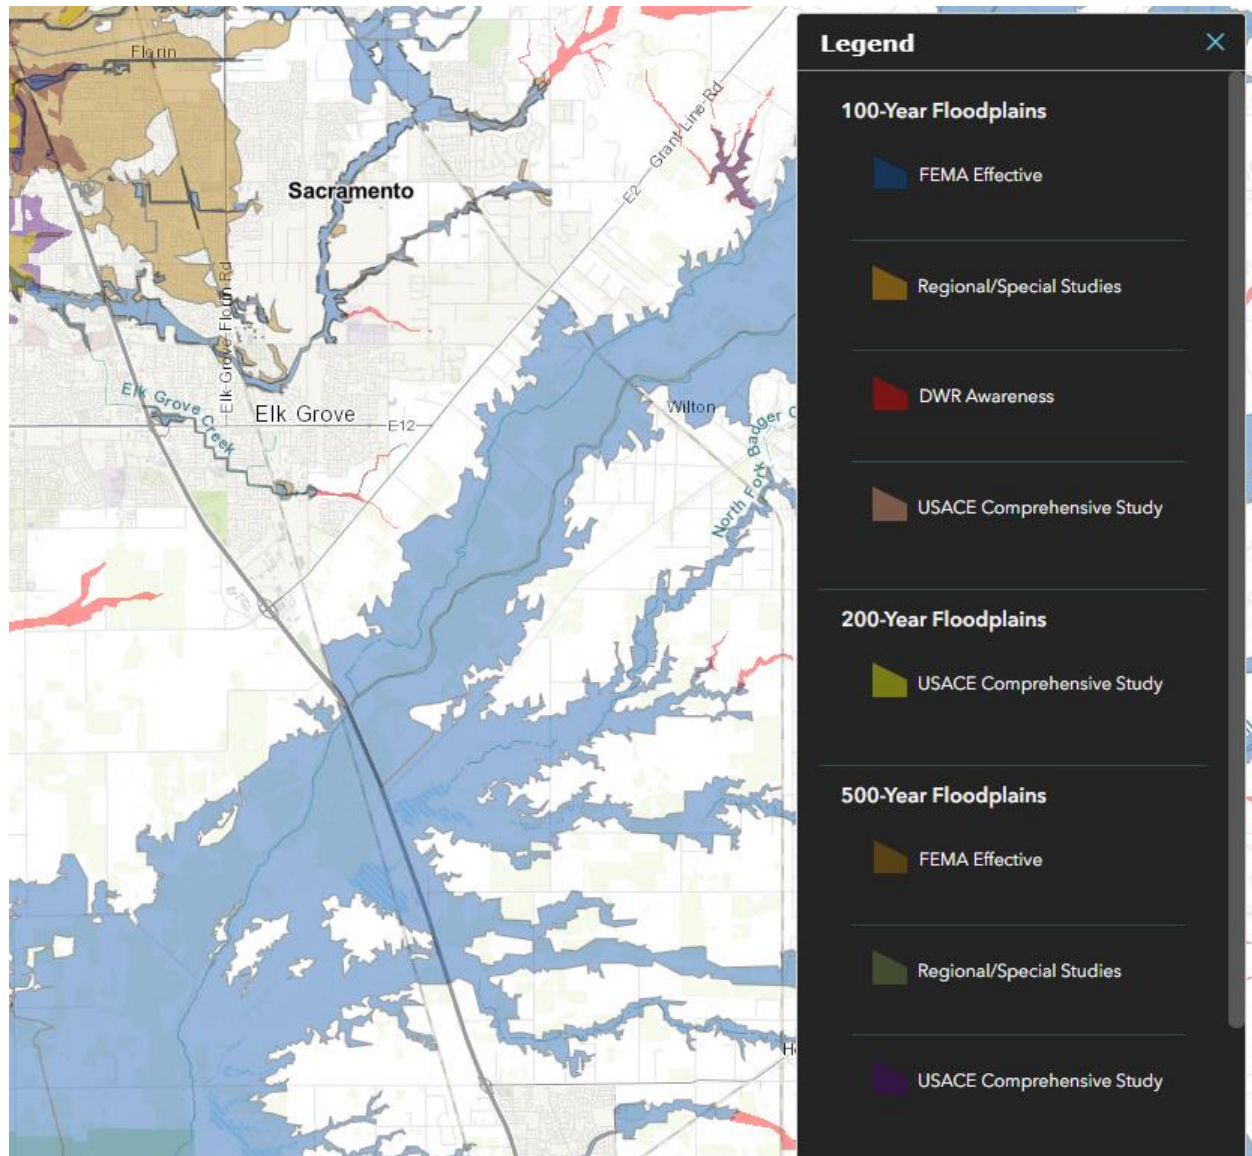 Florin
Sacramento
E2
Grant Line Rd
Elk Grove-Florin Rd
Elk Grove Creek
Elk Grove
E12
Wilton
North Fork Badger C
H
Legend
100-Year Floodplains
FEMA Effective
Regional/Special Studies
DWR Awareness
USACE Comprehensive Study
200-Year Floodplains
USACE Comprehensive Study
500-Year Floodplains
FEMA Effective
Regional/Special Studies
USACE Comprehensive Study